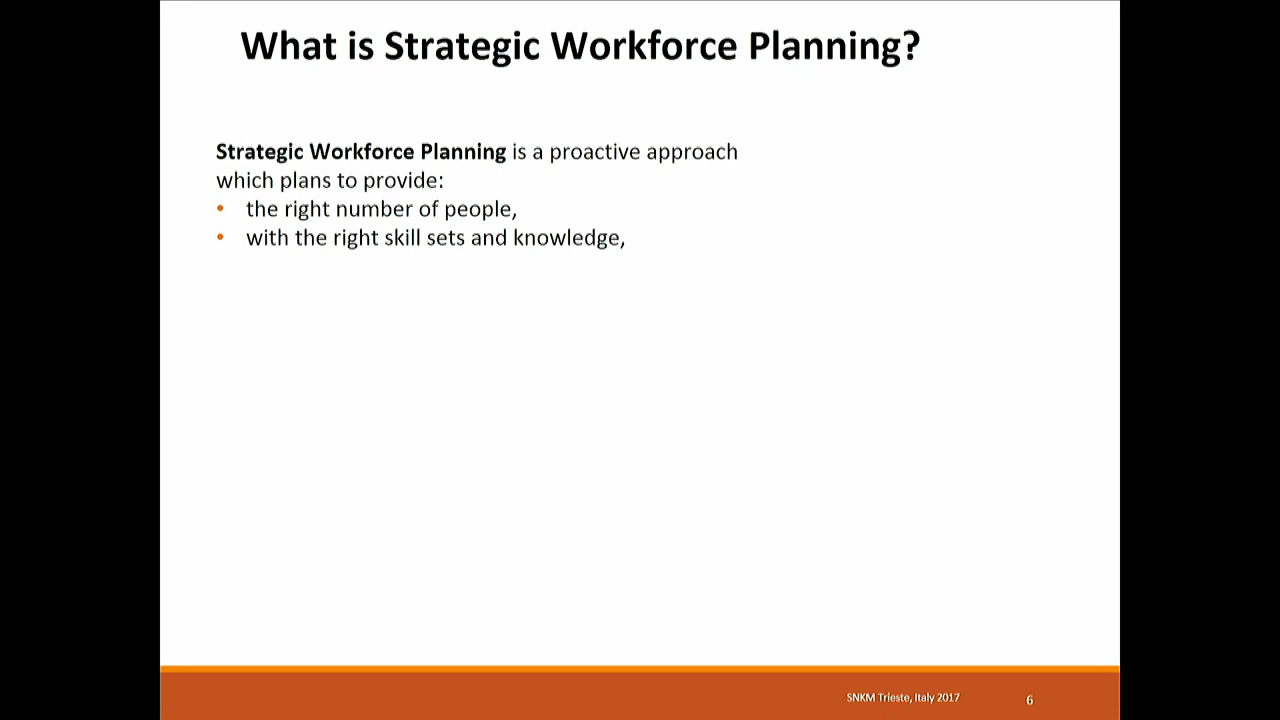 What is Strategic Workforce Planning?
Strategic Workforce Planning is a proactive approach
which plans to provide:
• the right number of people,
• with the right skill sets and knowledge,
SNKM Trieste, Italy 2017
6